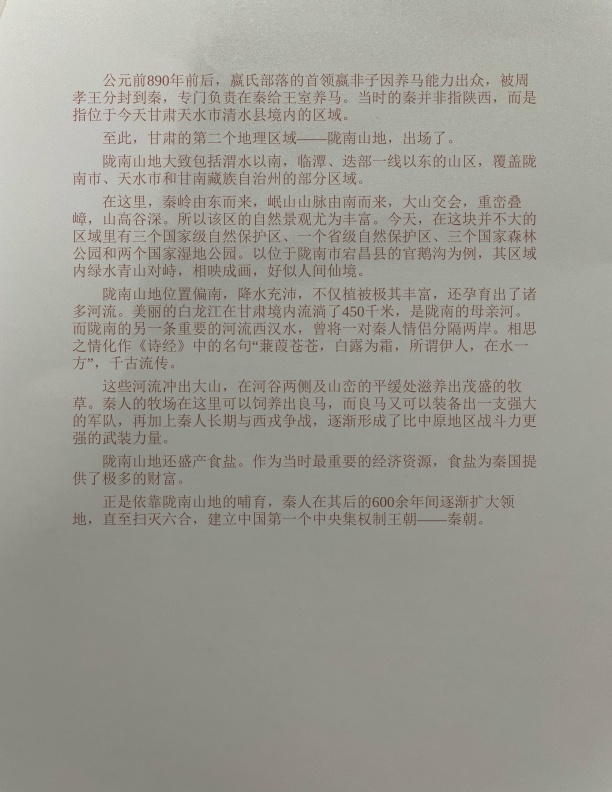 公元前890年前后，嬴氏部落的首领嬴非子因养马能力出众，被周
孝王分封到秦，专门负责在秦给王室养马。当时的秦并非指陕西，而是
指位于今天甘肃天水市清水县境内的区域。
至此，甘肃的第二个地理区域——陇南山地，出场了。
陇南山地大致包括渭水以南，临潭、迭部一线以东的山区，覆盖陇
南市、天水市和甘南藏族自治州的部分区域。
在这里，秦岭由东而来，岷山山脉由南而来，大山交会，重峦叠
嶂，山高谷深。所以该区的自然景观尤为丰富。今天，在这块并不大的
区域里有三个国家级自然保护区、一个省级自然保护区、三个国家森林
公园和两个国家湿地公园。以位于陇南市宕昌县的官鹅沟为例，其区域
内绿水青山对峙，相映成画，好似人间仙境。
陇南山地位置偏南，降水充沛，不仅植被极其丰富，还孕育出了诸
多河流。美丽的白龙江在甘肃境内流淌了450千米，是陇南的母亲河。
而陇南的另一条重要的河流西汉水，曾将一对秦人情侣分隔两岸。相思
之情化作《诗经》中的名句“蒹葭苍苍，白露为霜，所谓伊人，在水一
方”，千古流传。
这些河流冲出大山，在河谷两侧及山峦的平缓处滋养出茂盛的牧
草。秦人的牧场在这里可以饲养出良马，而良马又可以装备出一支强大
的军队，再加上秦人长期与西戎争战，逐渐形成了比中原地区战斗力更
强的武装力量。
陇南山地还盛产食盐。作为当时最重要的经济资源，食盐为秦国提
供了极多的财富。
正是依靠陇南山地的哺育，秦人在其后的600余年间逐渐扩大领
地，直至扫灭六合，建立中国第一个中央集权制王朝——秦朝。